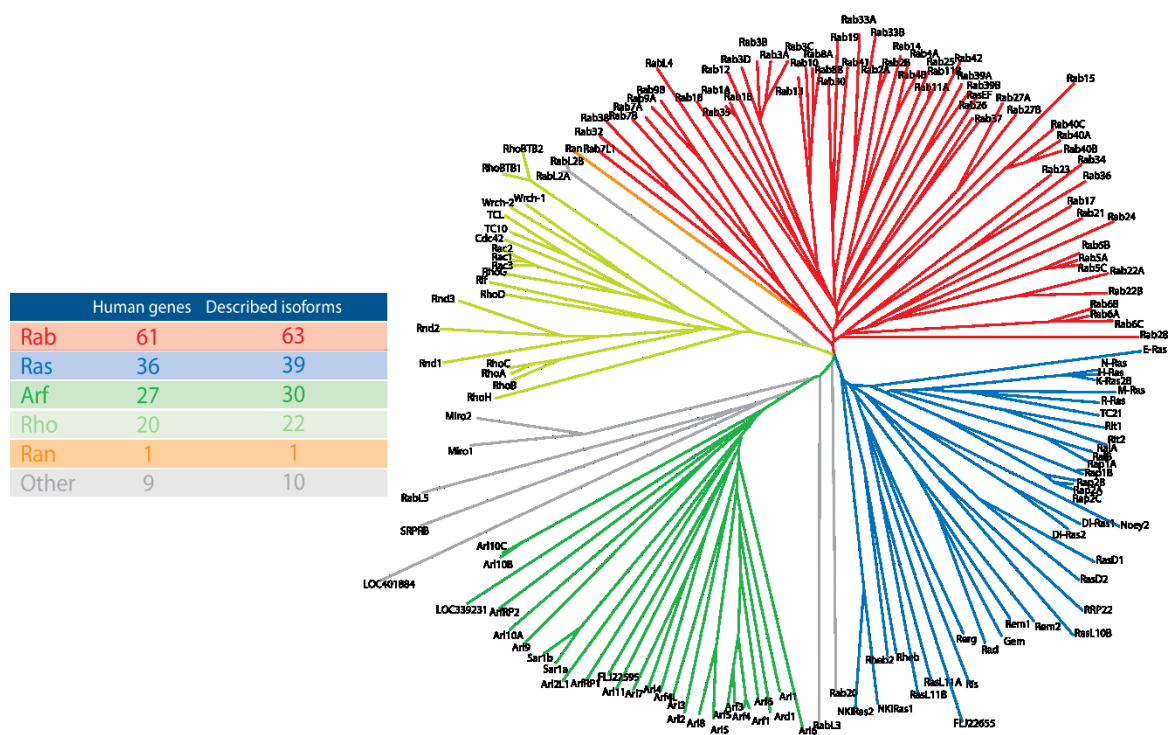 Human genes Described isoforms
Rab 61 63
Ras 36 39
Arf 27 30
Rho 20 22
Ran 1 1
Other 9 10
RabL4
Rab12
Rab3D
Rab3B
Rab3A
Rab3C
Rab10
Rab8A
Rab8B
Rab13
Rab30
Rab33A
Rab19
Rab33B
Rab41
Rab14
Rab2A
Rab2B
Rab4A
Rab4B
Rab25
Rab11B
Rab11A
Rab42
Rab39A
Rab39B
RasEF
Rab26
Rab37
Rab27A
Rab27B
Rab15
Rab40C
Rab40A
Rab40B
Rab34
Rab23
Rab36
Rab17
Rab21
Rab24
Rab6B
Rab5A
Rab5C
Rab22A
Rab22B
Rab6B
Rab6A
Rab6C
Rab28
E-Ras
N-Ras
H-Ras
K-Ras2B
M-Ras
R-Ras
TC21
Rit1
Rit2
RalA
RalB
Rap1A
Rap1B
Rap2B
Rap2A
Rap2C
Di-Ras1
Noey2
Di-Ras2
RasD1
RasD2
RRP22
RasL10B
Rem2
Rem1
Gem
Rad
Rerg
Ris
FLJ22655
RasL11A
RasL11B
Rheb
Rheb2
NKIRas1
NKIRas2
Rab20
RabL3
Arl6
Arl1
Ard1
Arf6
Arf1
Arf3
Arf4
Arf5
Arl5
Arl8
Arl2
Arl3
Arf4L
Arl4
Arl7
FLJ22595
Arl11
ArfRP1
Arl2L1
Sar1a
Sar1b
Arl9
Arl10A
ArfRP2
LOC339231
Arl10B
Arl10C
LOC401884
SRPRB
RabL5
Miro1
Miro2
RhoH
RhoB
RhoA
RhoC
Rnd1
Rnd2
Rnd3
RhoD
Rif
RhoG
Rac3
Rac1
Rac2
Cdc42
TC10
TCL
Wrch-2
Wrch-1
RhoBTB1
RhoBTB2
RabL2A
RabL2B
Ran
Rab7L1
Rab32
Rab38
Rab7B
Rab7A
Rab9A
Rab9B
Rab18
Rab1A
Rab1B
Rab35